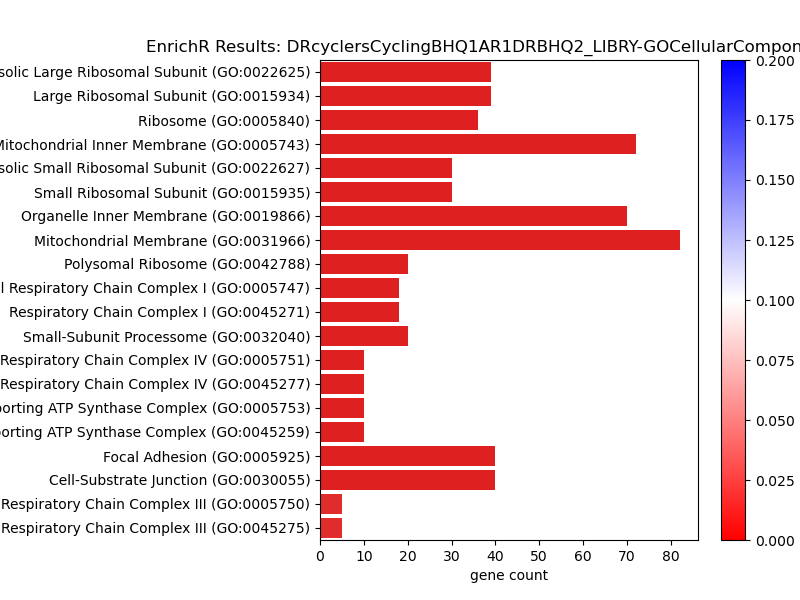 EnrichR Results: DRcyclersCyclingBHQ1AR1DRBHQ2_LIBRY-GOCellularCompon
solic Large Ribosomal Subunit (GO:0022625)
Large Ribosomal Subunit (GO:0015934)
Ribosome (GO:0005840)
Mitochondrial Inner Membrane (GO:0005743)
solic Small Ribosomal Subunit (GO:0022627)
Small Ribosomal Subunit (GO:0015935)
Organelle Inner Membrane (GO:0019866)
Mitochondrial Membrane (GO:0031966)
Polysomal Ribosome (GO:0042788)
l Respiratory Chain Complex I (GO:0005747)
Respiratory Chain Complex I (GO:0045271)
Small-Subunit Processome (GO:0032040)
Respiratory Chain Complex IV (GO:0005751)
Respiratory Chain Complex IV (GO:0045277)
orting ATP Synthase Complex (GO:0005753)
orting ATP Synthase Complex (GO:0045259)
Focal Adhesion (GO:0005925)
Cell-Substrate Junction (GO:0030055)
Respiratory Chain Complex III (GO:0005750)
Respiratory Chain Complex III (GO:0045275)
0 10 20 30 40 50 60 70 80
gene count
0.200
0.175
0.150
0.125
0.100
0.075
0.050
0.025
0.000